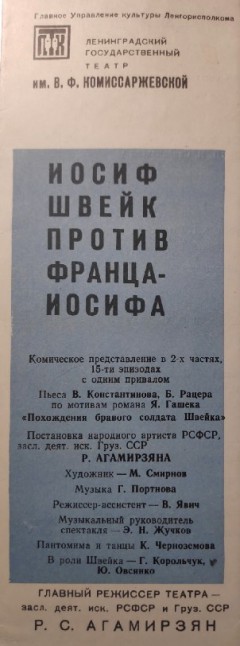 Главное Управление культуры Ленгорисполкома
ЛЕНИНГРАДСКИЙ
ГОСУДАРСТВЕННЫЙ
ТЕАТР
им. В. Ф. КОМИССАРЖЕВСКОЙ
ИОСИФ
ШВЕЙК
ПРОТИВ
ФРАНЦА-
ИОСИФА
Комическое представление в 2-х частях,
15-ти эпизодах
с одним привалом
Пьеса В. Константинова, Б. Рацера
по мотивам романа Я. Гашека
«Похождения бравого солдата Швейка»
Постановка народного артиста РСФСР,
засл. деят. иск. Груз. ССР
Р. АГАМИРЗЯНА
Художник — М. Смирнов
Музыка Г. Портнова
Режиссер-ассистент — В. Явич
Музыкальный руководитель
спектакля — Э. Н. Жучков
Пантомима и танцы К. Черноземова
В роли Швейка — Г. Корольчук,
Ю. Овсянко
ГЛАВНЫЙ РЕЖИССЕР ТЕАТРА —
засл. деят. иск. РСФСР и Груз. ССР
Р. С. АГАМИРЗЯН